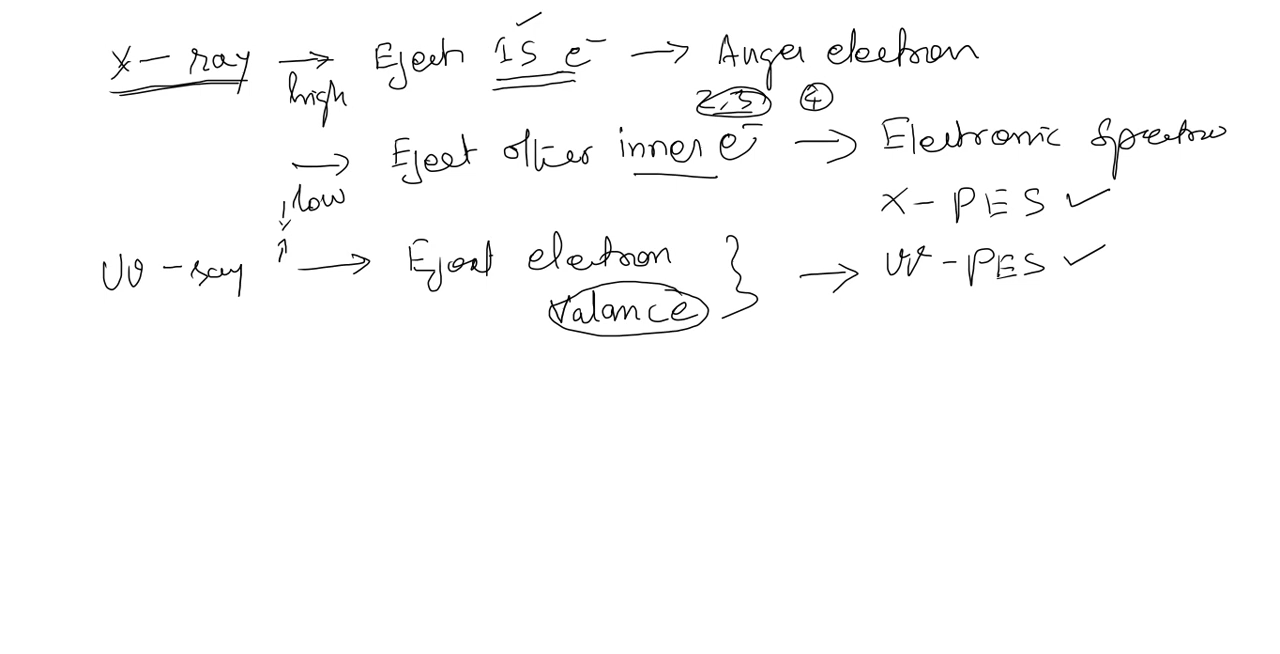 X-ray → high Eject 1S e⁻ → Auger electron
2,3 4
→ low Eject other inner e⁻ → Electronic Spectra
X-PES ✓
UV-ray → Eject electron } → UV-PES ✓
Valance